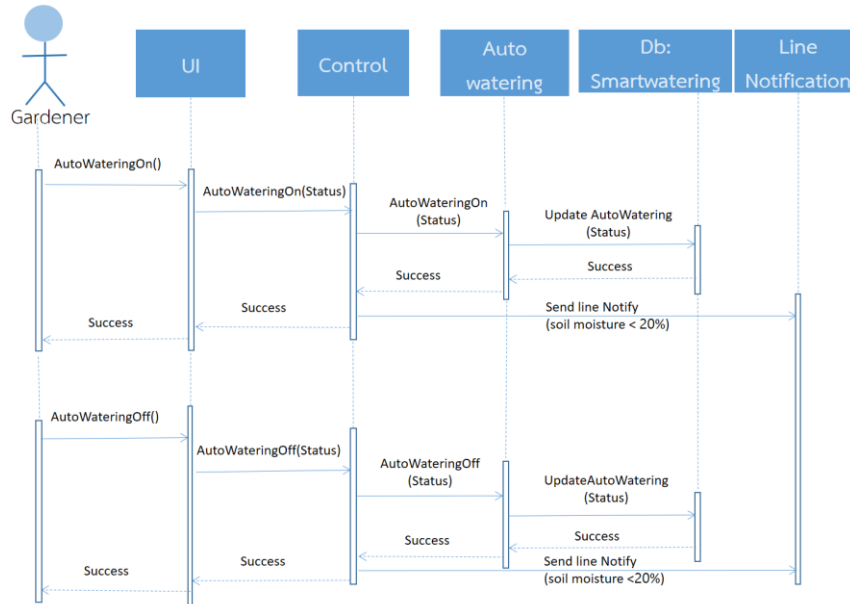 Gardener
UI
Control
Auto
watering
Db:
Smartwatering
Line
Notification
AutoWateringOn()
AutoWateringOn(Status)
AutoWateringOn
(Status)
Update AutoWatering
(Status)
Success
Success
Send line Notify
(soil moisture < 20%)
Success
Success
AutoWateringOff()
AutoWateringOff(Status)
AutoWateringOff
(Status)
UpdateAutoWatering
(Status)
Success
Success
Send line Notify
(soil moisture <20%)
Success
Success